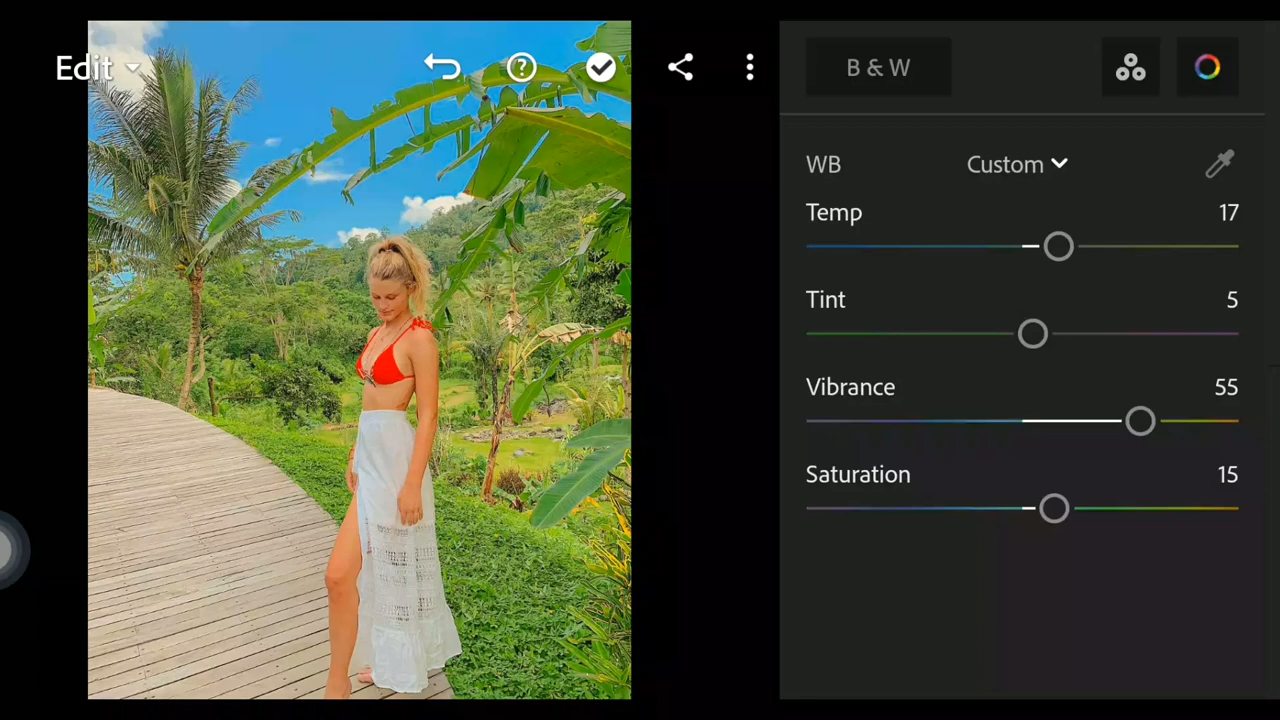 Edit
B & W
WB Custom
Temp 17
Tint 5
Vibrance 55
Saturation 15